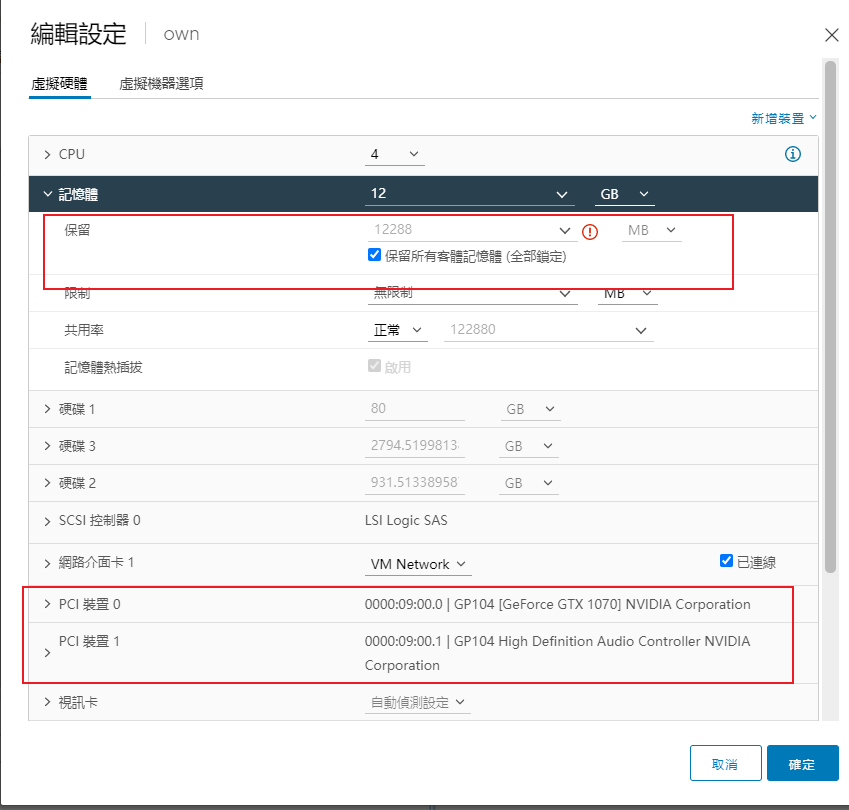 編輯設定 own
虛擬硬體 虛擬機器選項
新增裝置
CPU 4
記憶體 12 GB
保留 12288 MB
保留所有客體記憶體 (全部鎖定)
限制 無限制 MB
共用率 正常 122880
記憶體熱插拔 啟用
硬碟 1 80 GB
硬碟 3 2794.51998138 GB
硬碟 2 931.51338958 GB
SCSI 控制器 0 LSI Logic SAS
網路介面卡 1 VM Network 已連線
PCI 裝置 0 0000:09:00.0 | GP104 [GeForce GTX 1070] NVIDIA Corporation
PCI 裝置 1 0000:09:00.1 | GP104 High Definition Audio Controller NVIDIA
Corporation
視訊卡 自動偵測設定
取消 確定